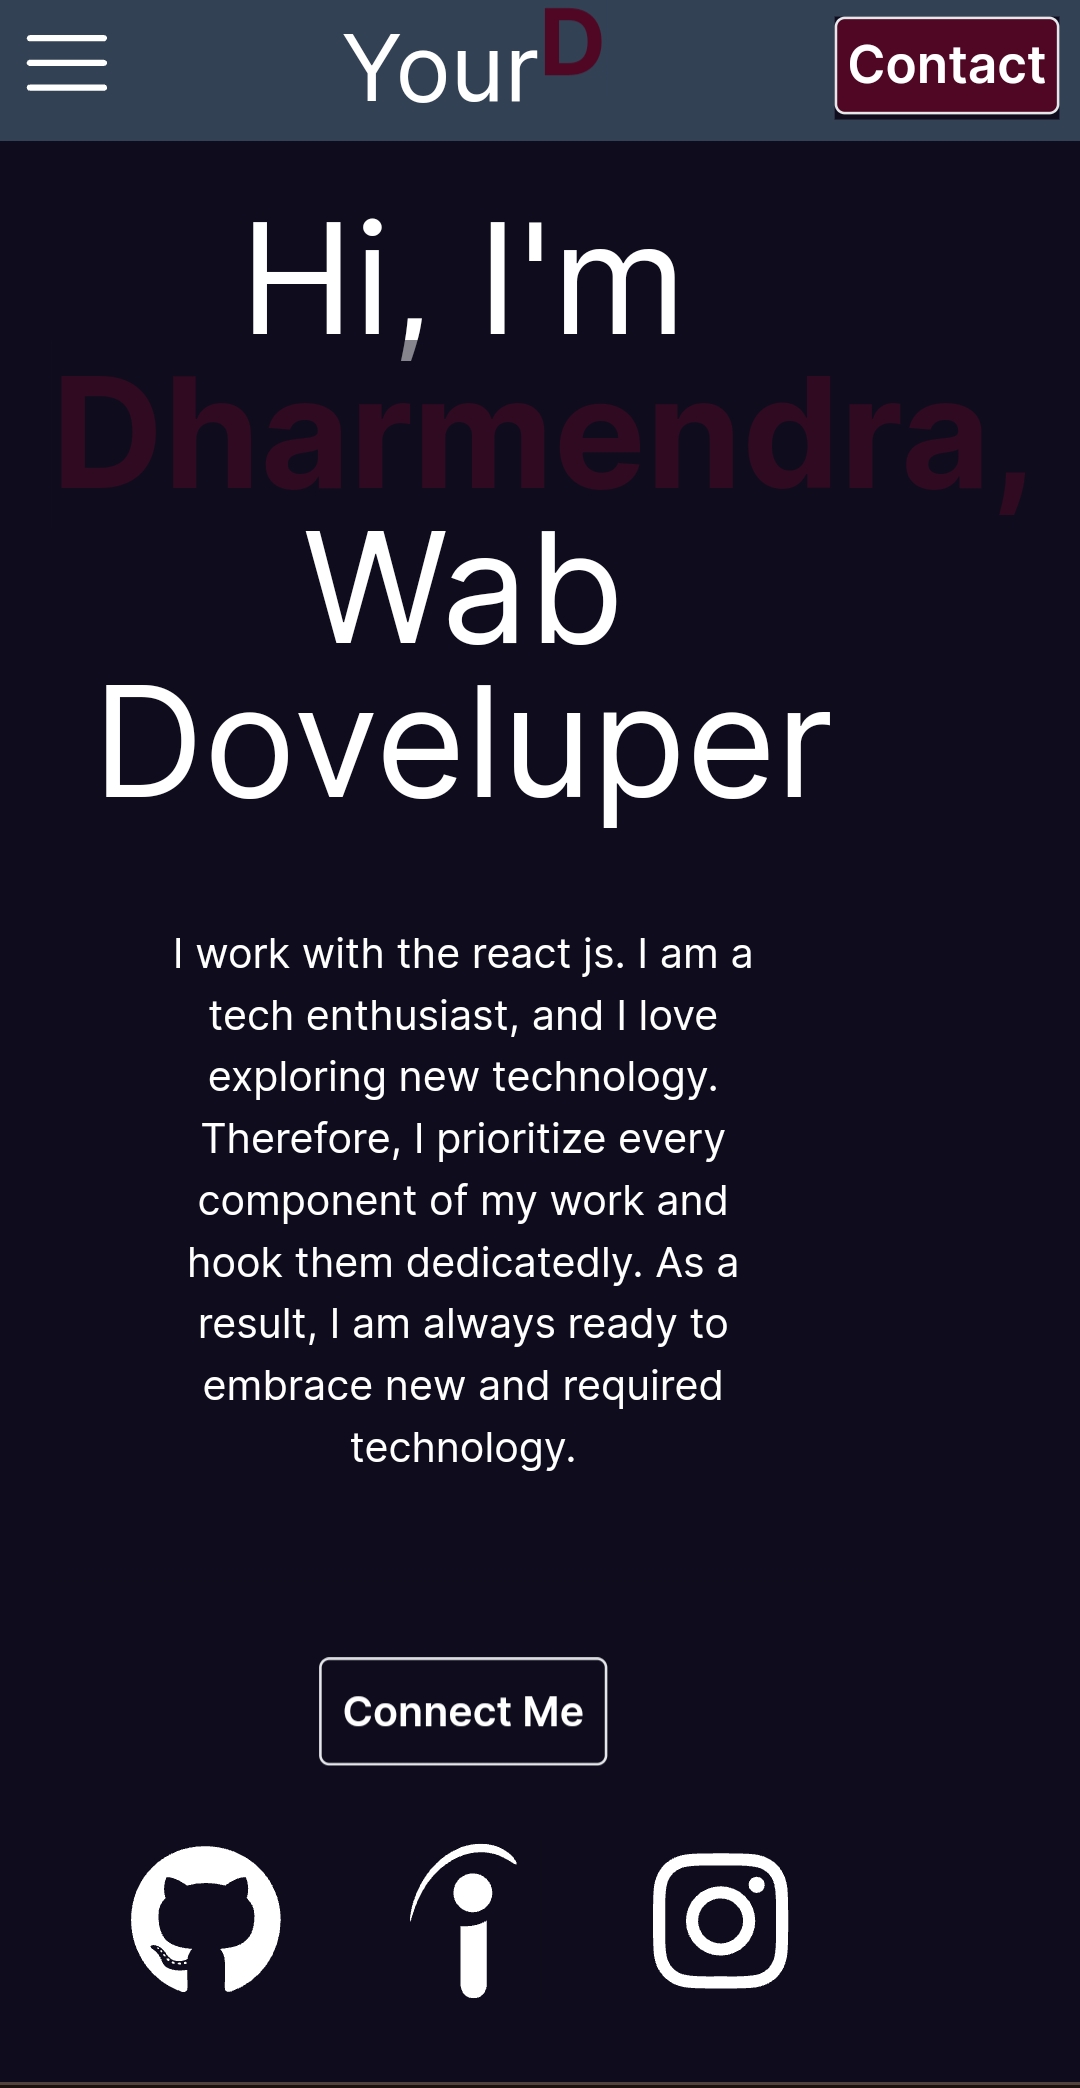 YourD
Contact
Hi, I'm
Dharmendra,
Wab
Doveluper
I work with the react js. I am a
tech enthusiast, and I love
exploring new technology.
Therefore, I prioritize every
component of my work and
hook them dedicatedly. As a
result, I am always ready to
embrace new and required
technology.
Connect Me